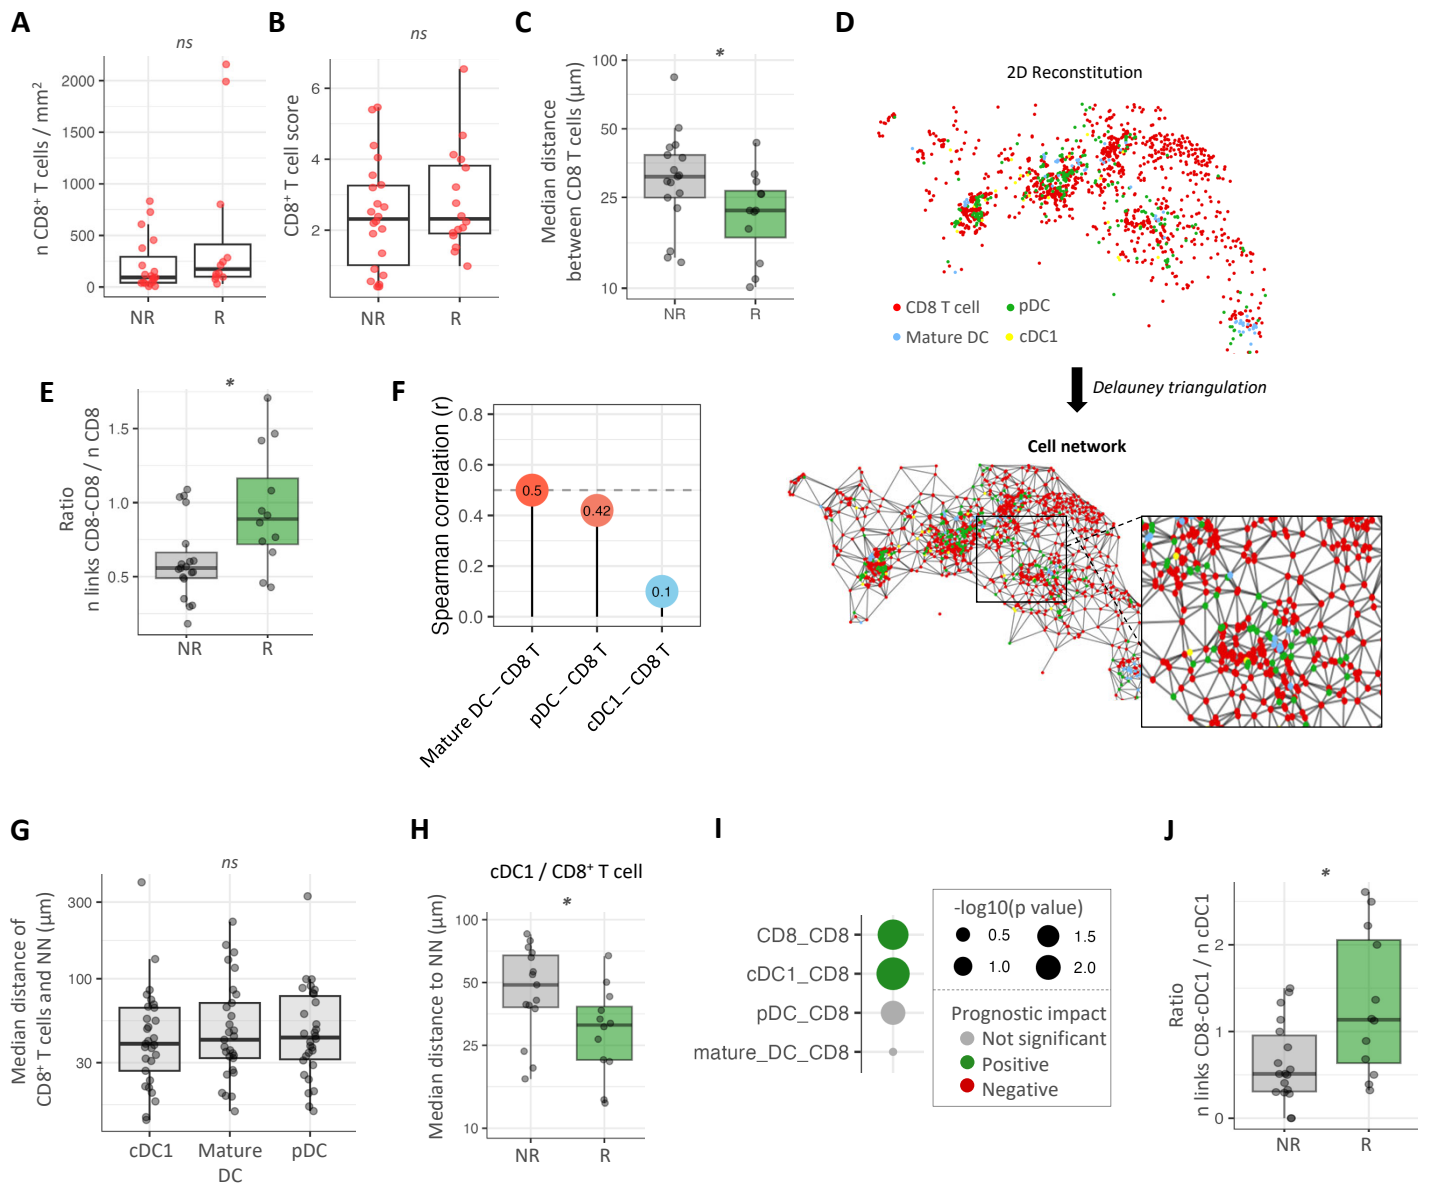 A
ns
n CD8⁺ T cells / mm²
2000
1500
1000
500
0
NR
R
B
ns
CD8⁺ T cell score
6
4
2
NR
R
C
*
Median distance
between CD8 T cells (µm)
100
50
25
10
NR
R
D
2D Reconstitution
CD8 T cell
pDC
Mature DC
cDC1
Delauney triangulation
Cell network
E
*
Ratio
n links CD8-CD8 / n CD8
1.5
1.0
0.5
NR
R
F
Spearman correlation (r)
0.8
0.6
0.4
0.2
0.0
0.5
0.42
0.1
Mature DC – CD8 T
pDC – CD8 T
cDC1 – CD8 T
G
ns
Median distance of
CD8⁺ T cells and NN (µm)
300
100
30
cDC1
Mature
DC
pDC
H
cDC1 / CD8⁺ T cell
*
Median distance to NN (µm)
100
50
25
10
NR
R
I
CD8_CD8
cDC1_CD8
pDC_CD8
mature_DC_CD8
-log10(p value)
0.5
1.5
1.0
2.0
Prognostic impact
Not significant
Positive
Negative
J
*
Ratio
n links CD8-cDC1 / n cDC1
2
1
0
NR
R